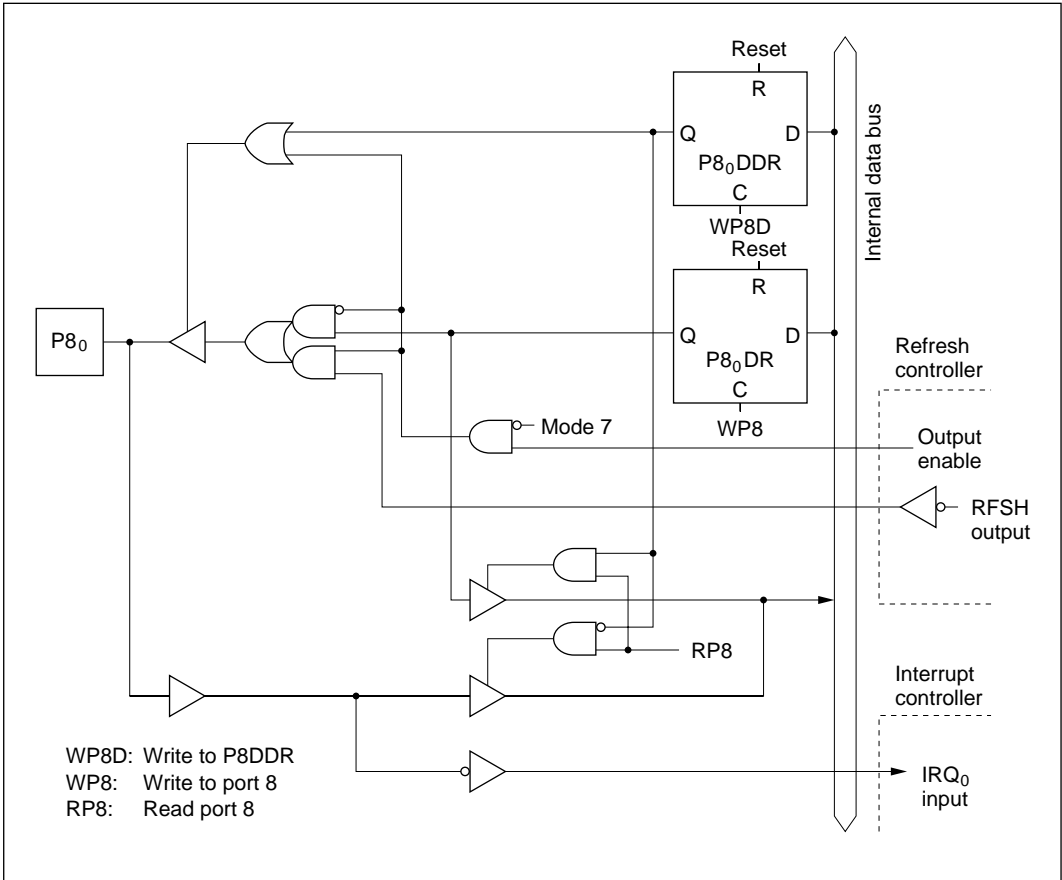 Reset
R
Q
D
P8₀DDR
C
WP8D
Reset
R
Q
D
P8₀DR
C
WP8
Internal data bus
P8₀
Refresh
controller
Mode 7
Output
enable
RFSH
output
RP8
Interrupt
controller
IRQ₀
input
WP8D: Write to P8DDR
WP8: Write to port 8
RP8: Read port 8